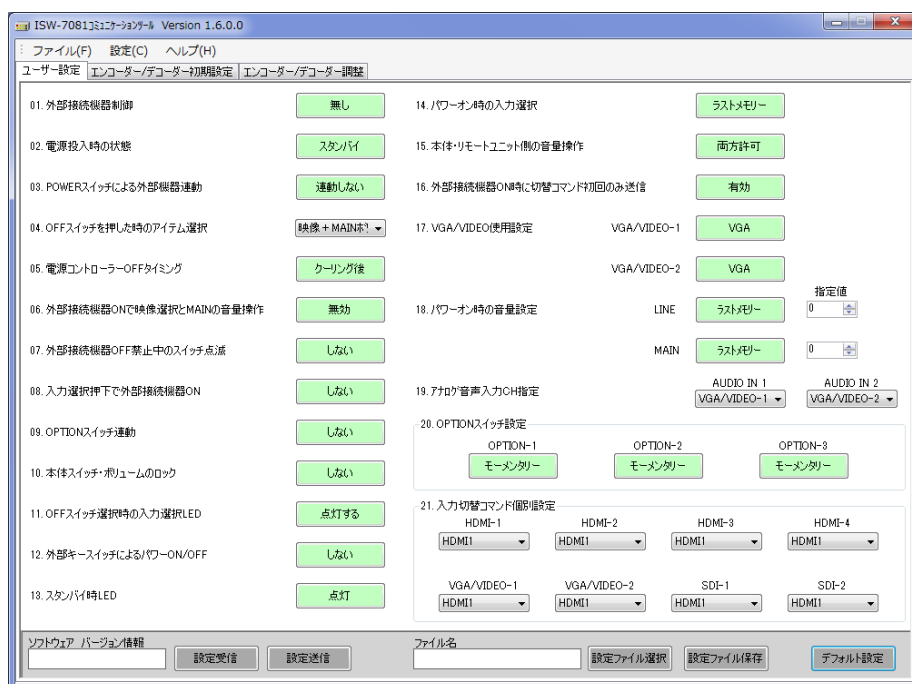 ISW-7081コミュニケーションツール Version 1.6.0.0
ファイル(F) 設定(C) ヘルプ(H)
ユーザー設定 エンコーダー/デコーダー初期設定 エンコーダー/デコーダー調整
01. 外部接続機器制御 無し
02. 電源投入時の状態 スタンバイ
03. POWERスイッチによる外部機器連動 連動しない
04. OFFスイッチを押した時のアイテム選択 映像+MAINボ
05. 電源コントローラーOFFタイミング クーリング後
06. 外部接続機器ONで映像選択とMAINの音量操作 無効
07. 外部接続機器OFF禁止中のスイッチ点滅 しない
08. 入力選択押下で外部接続機器ON しない
09. OPTIONスイッチ連動 しない
10. 本体スイッチ・ボリュームのロック しない
11. OFFスイッチ選択時の入力選択LED 点灯する
12. 外部キースイッチによるパワーON/OFF しない
13. スタンバイ時LED 点灯
14. パワーオン時の入力選択 ラストメモリー
15. 本体・リモートユニット側の音量操作 両方許可
16. 外部接続機器ON時に切替コマンド初回のみ送信 有効
17. VGA/VIDEO使用設定 VGA/VIDEO-1 VGA
VGA/VIDEO-2 VGA
指定値
18. パワーオン時の音量設定 LINE ラストメモリー 0
MAIN ラストメモリー 0
AUDIO IN 1 AUDIO IN 2
19. アナログ音声入力CH指定 VGA/VIDEO-1 VGA/VIDEO-2
20. OPTIONスイッチ設定
OPTION-1 OPTION-2 OPTION-3
モーメンタリー モーメンタリー モーメンタリー
21. 入力切替コマンド個別設定
HDMI-1 HDMI-2 HDMI-3 HDMI-4
HDMI1 HDMI1 HDMI1 HDMI1
VGA/VIDEO-1 VGA/VIDEO-2 SDI-1 SDI-2
HDMI1 HDMI1 HDMI1 HDMI1
ソフトウェア バージョン情報 ファイル名
設定受信 設定送信 設定ファイル選択 設定ファイル保存 デフォルト設定